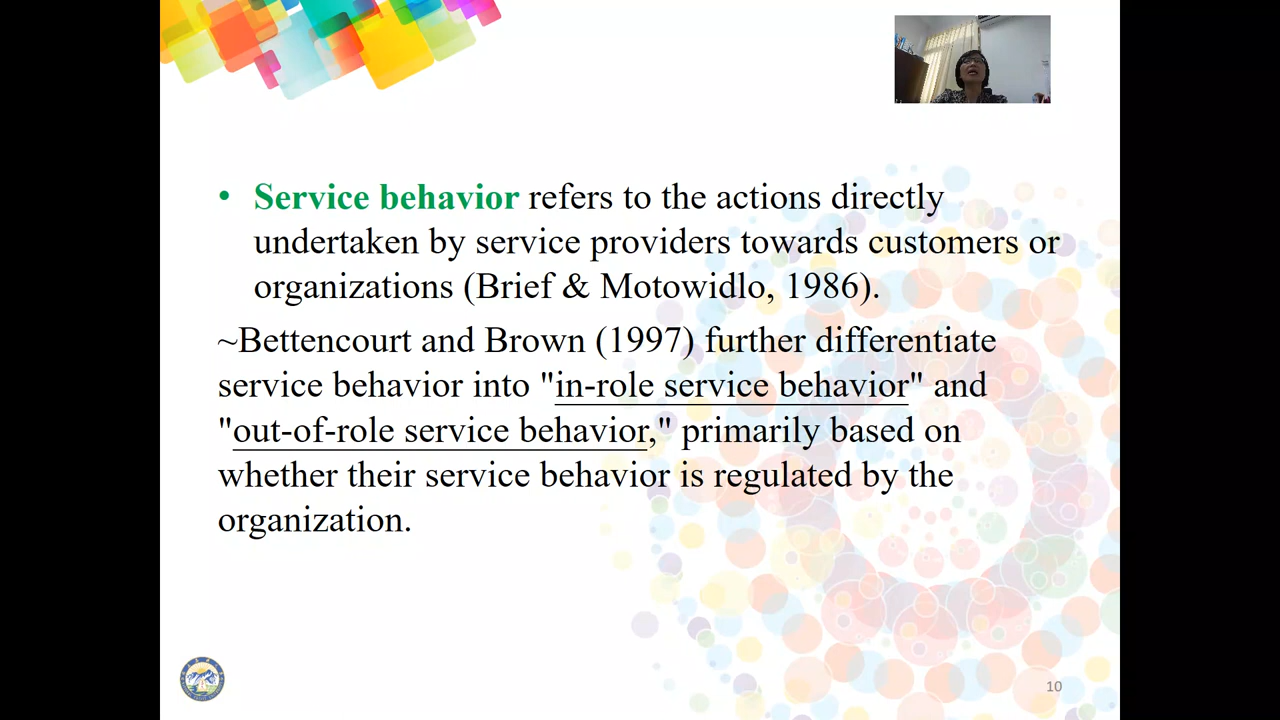 • Service behavior refers to the actions directly
undertaken by service providers towards customers or
organizations (Brief & Motowidlo, 1986).
~Bettencourt and Brown (1997) further differentiate
service behavior into "in-role service behavior" and
"out-of-role service behavior," primarily based on
whether their service behavior is regulated by the
organization.
10